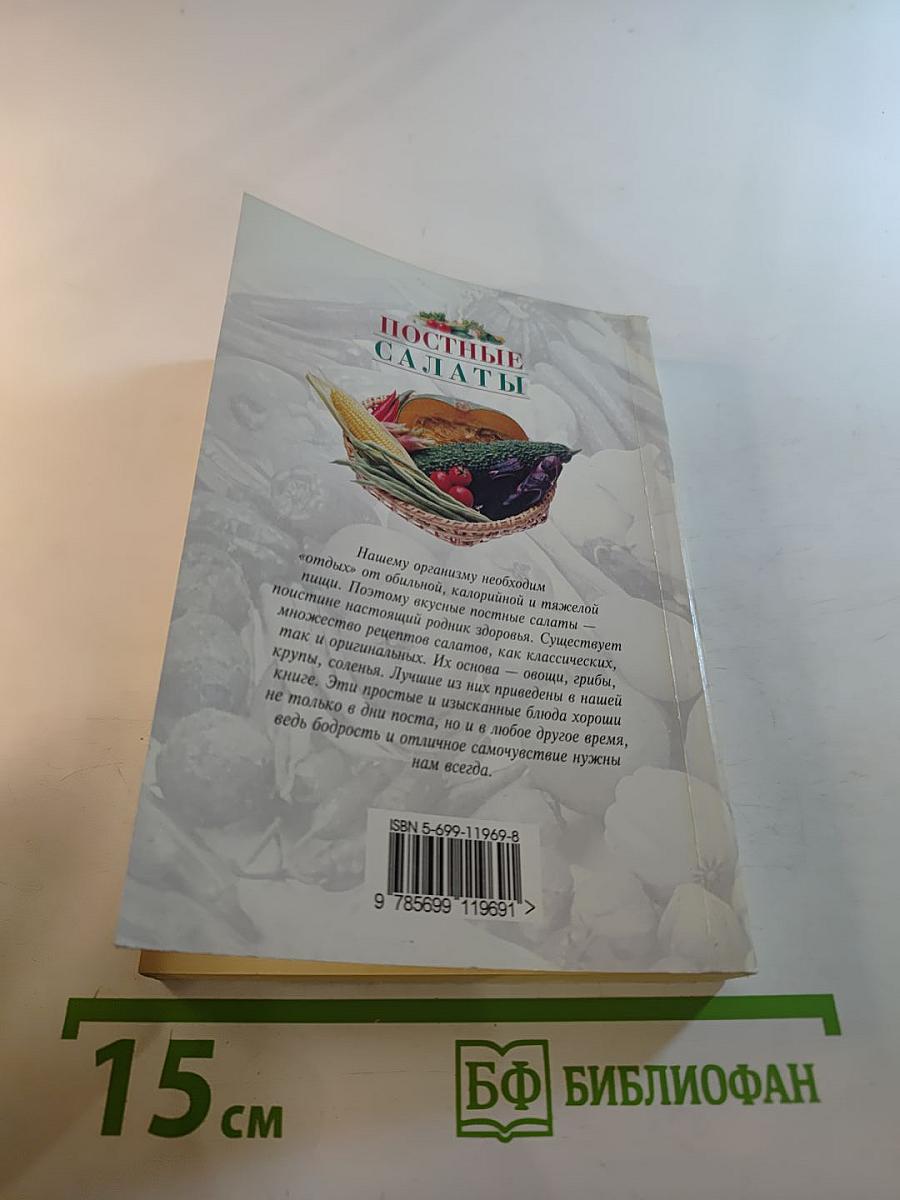 ПОСТНЫЕ
САЛАТЫ
Нашему организму необходим
«отдых» от обильной, калорийной и тяжелой
пищи. Поэтому вкусные постные салаты —
поистине настоящий родник здоровья. Существует
множество рецептов салатов, как классических,
так и оригинальных. Их основа — овощи, грибы,
крупы, соленья. Лучшие из них приведены в нашей
книге. Эти простые и изысканные блюда хороши
не только в дни поста, но и в любое другое время,
ведь бодрость и отличное самочувствие нужны
нам всегда.
ISBN 5-699-11969-8
9 785699 119691 >
15 см
БФ БИБЛИОФАН